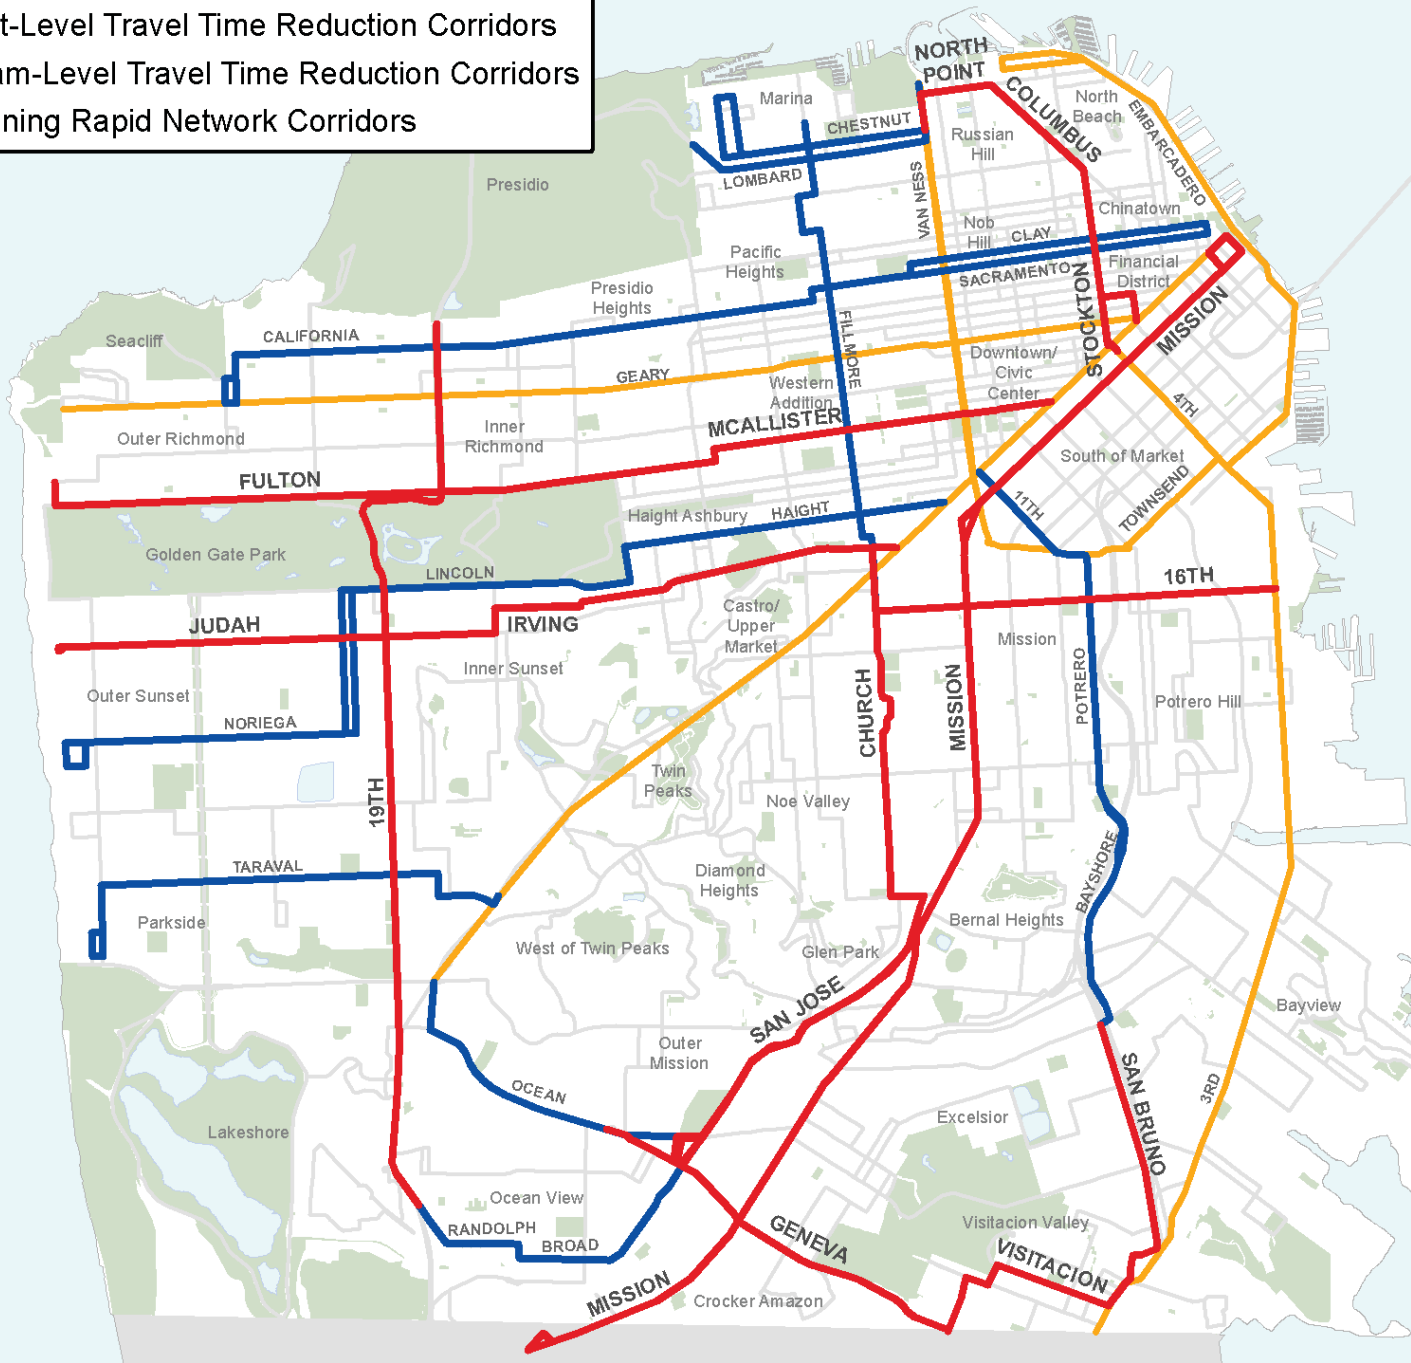 t-Level Travel Time Reduction Corridors
am-Level Travel Time Reduction Corridors
ning Rapid Network Corridors
NORTH
POINT
COLUMBUS
North
Beach
EMBARCADERO
Marina
CHESTNUT
LOMBARD
Russian
Hill
VAN NESS
Presidio
Chinatown
Nob
Hill
CLAY
SACRAMENTO
Financial
District
Pacific
Heights
Presidio
Heights
STOCKTON
MISSION
Seacliff
CALIFORNIA
FILLMORE
GEARY
Western
Addition
Downtown/
Civic
Center
4TH
Outer Richmond
Inner
Richmond
MCALLISTER
South of Market
FULTON
11TH
TOWNSEND
Haight Ashbury
HAIGHT
Golden Gate Park
LINCOLN
16TH
JUDAH
IRVING
Castro/
Upper
Market
Mission
Inner Sunset
Outer Sunset
CHURCH
MISSION
POTRERO
Potrero Hill
NORIEGA
Twin
Peaks
19TH
Noe Valley
TARAVAL
Diamond
Heights
BAYSHORE
Parkside
Bernal Heights
West of Twin Peaks
Glen Park
SAN JOSE
Bayview
Outer
Mission
OCEAN
3RD
Excelsior
SAN BRUNO
Lakeshore
Ocean View
RANDOLPH
BROAD
GENEVA
Visitacion Valley
VISITACION
MISSION
Crocker Amazon